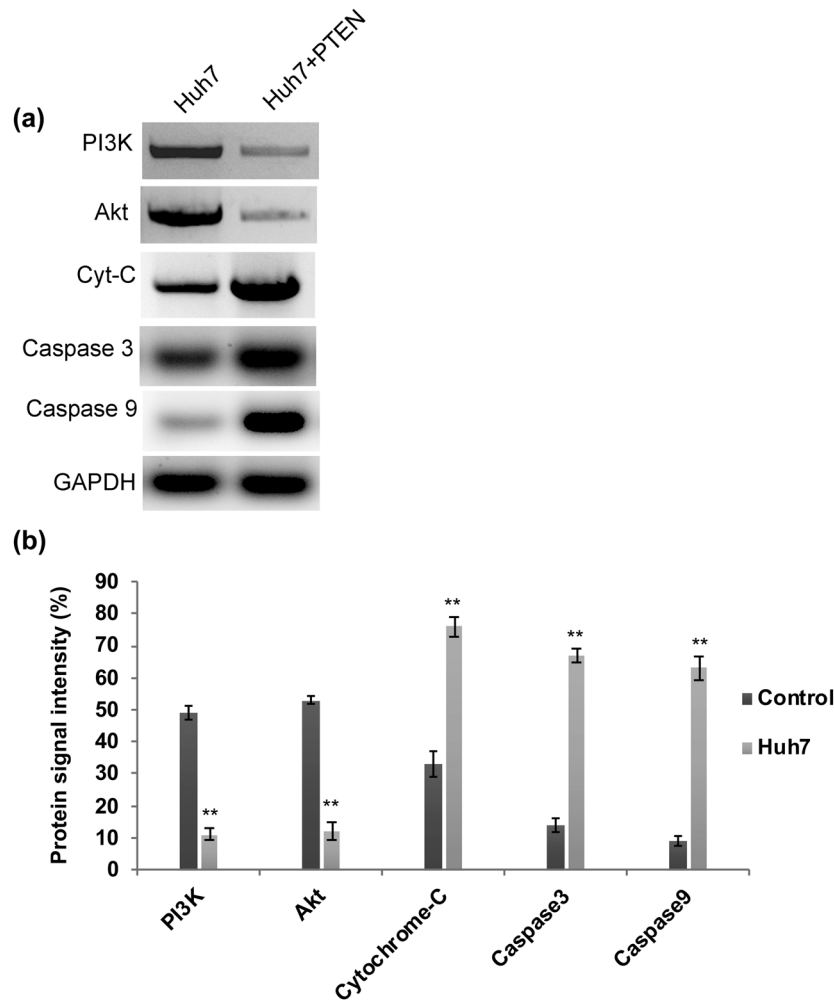 Huh7 Huh7+PTEN
(a)
PI3K
Akt
Cyt-C
Caspase 3
Caspase 9
GAPDH
(b)
Protein signal intensity (%)
90
80
70
60
50
40
30
20
10
0
**
**
**
**
**
PI3K Akt Cytochrome-C Caspase3 Caspase9
Control
Huh7